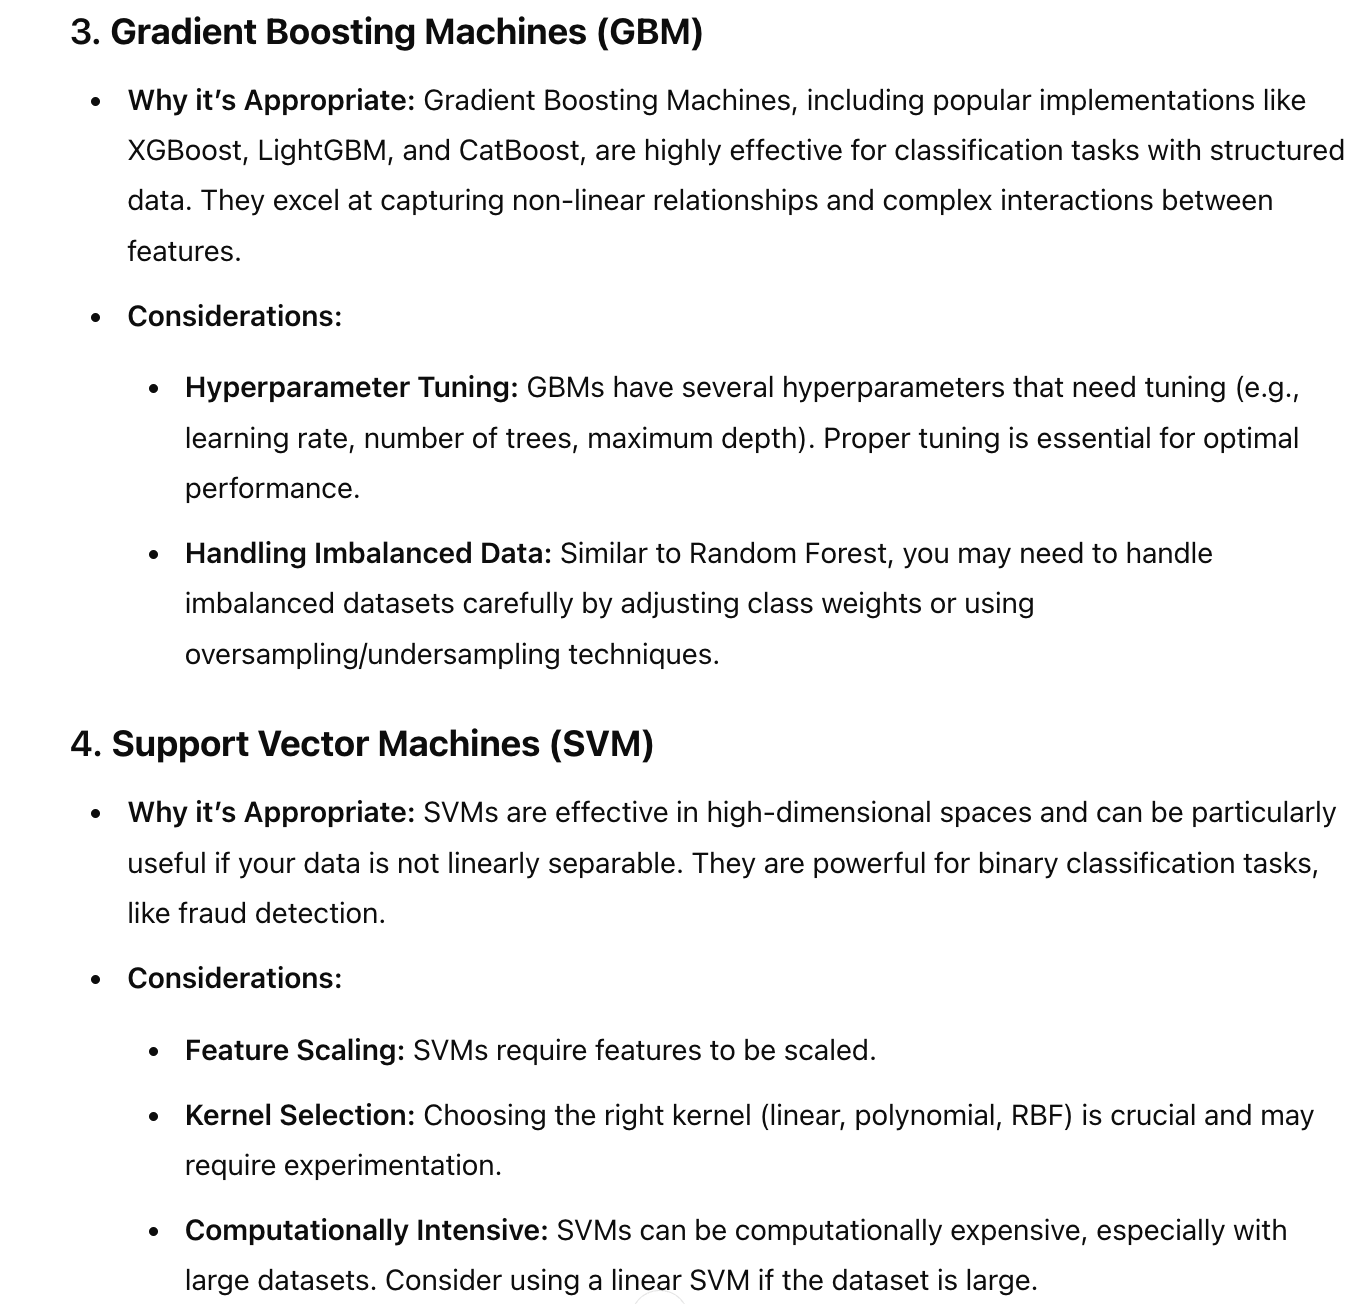 3. Gradient Boosting Machines (GBM)
• Why it’s Appropriate: Gradient Boosting Machines, including popular implementations like
XGBoost, LightGBM, and CatBoost, are highly effective for classification tasks with structured
data. They excel at capturing non-linear relationships and complex interactions between
features.
• Considerations:
• Hyperparameter Tuning: GBMs have several hyperparameters that need tuning (e.g.,
learning rate, number of trees, maximum depth). Proper tuning is essential for optimal
performance.
• Handling Imbalanced Data: Similar to Random Forest, you may need to handle
imbalanced datasets carefully by adjusting class weights or using
oversampling/undersampling techniques.
4. Support Vector Machines (SVM)
• Why it’s Appropriate: SVMs are effective in high-dimensional spaces and can be particularly
useful if your data is not linearly separable. They are powerful for binary classification tasks,
like fraud detection.
• Considerations:
• Feature Scaling: SVMs require features to be scaled.
• Kernel Selection: Choosing the right kernel (linear, polynomial, RBF) is crucial and may
require experimentation.
• Computationally Intensive: SVMs can be computationally expensive, especially with
large datasets. Consider using a linear SVM if the dataset is large.